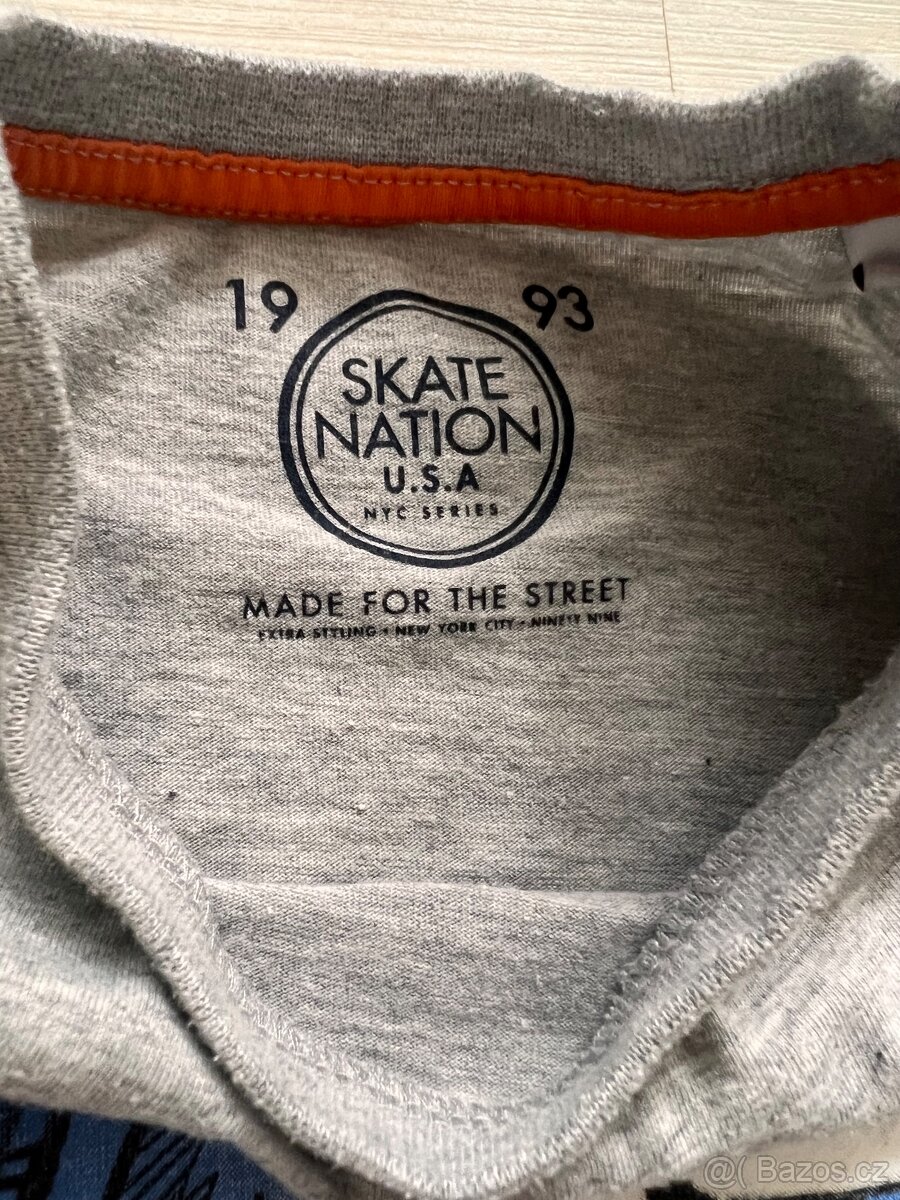 19 93
SKATE
NATION
U.S.A
NYC SERIES
MADE FOR THE STREET
EXTRA STYLING • NEW YORK CITY • NINETY NINE
@( Bazos.cz